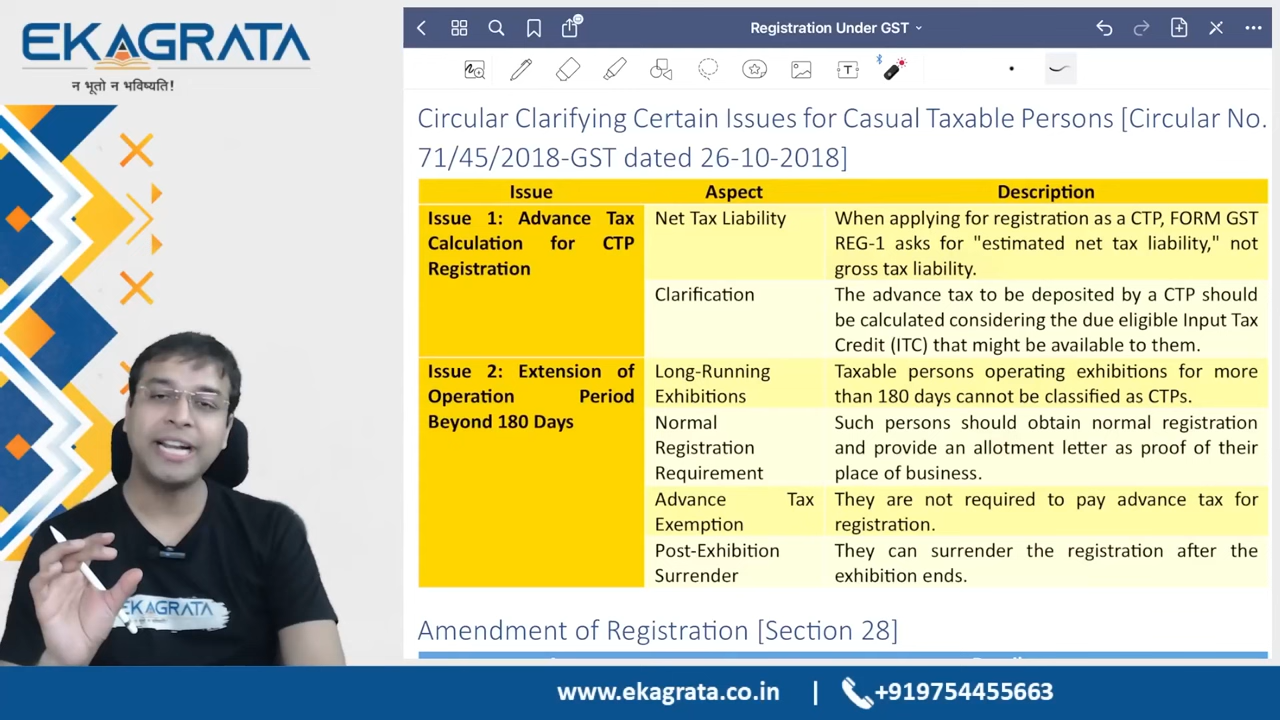 EKAGRATA
न भूतो न भविष्यति!
Registration Under GST
T
Circular Clarifying Certain Issues for Casual Taxable Persons [Circular No.
71/45/2018-GST dated 26-10-2018]
Issue Aspect Description
Issue 1: Advance Tax
Calculation for CTP
Registration
Net Tax Liability
When applying for registration as a CTP, FORM GST
REG-1 asks for "estimated net tax liability," not
gross tax liability.
Clarification
The advance tax to be deposited by a CTP should
be calculated considering the due eligible Input Tax
Credit (ITC) that might be available to them.
Issue 2: Extension of
Operation Period
Beyond 180 Days
Long-Running
Exhibitions
Taxable persons operating exhibitions for more
than 180 days cannot be classified as CTPs.
Normal
Registration
Requirement
Such persons should obtain normal registration
and provide an allotment letter as proof of their
place of business.
Advance Tax
Exemption
They are not required to pay advance tax for
registration.
Post-Exhibition
Surrender
They can surrender the registration after the
exhibition ends.
Amendment of Registration [Section 28]
EKAGRATA
www.ekagrata.co.in | +919754455663